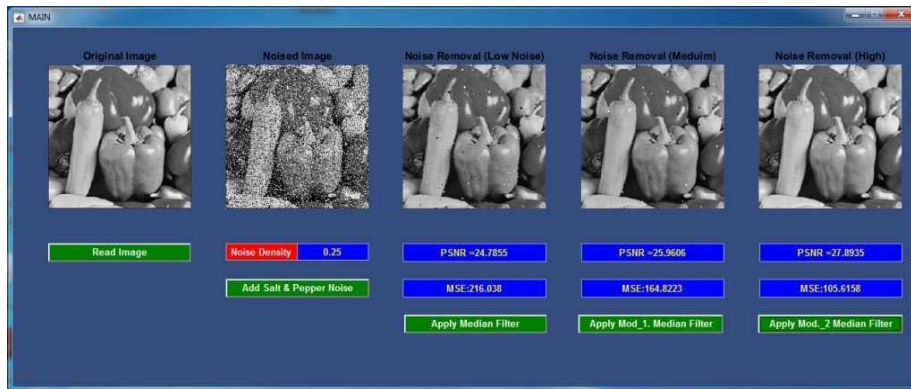 MAIN
Original Image
Noised Image
Noise Removal (Low Noise)
Noise Removal (Meduim)
Noise Removal (High)
Read Image
Noise Density
0.25
PSNR =24.7855
PSNR =25.9606
PSNR =27.8935
Add Salt & Pepper Noise
MSE:216.038
MSE:164.8223
MSE:105.6158
Apply Median Filter
Apply Mod_1. Median Filter
Apply Mod._2 Median Filter